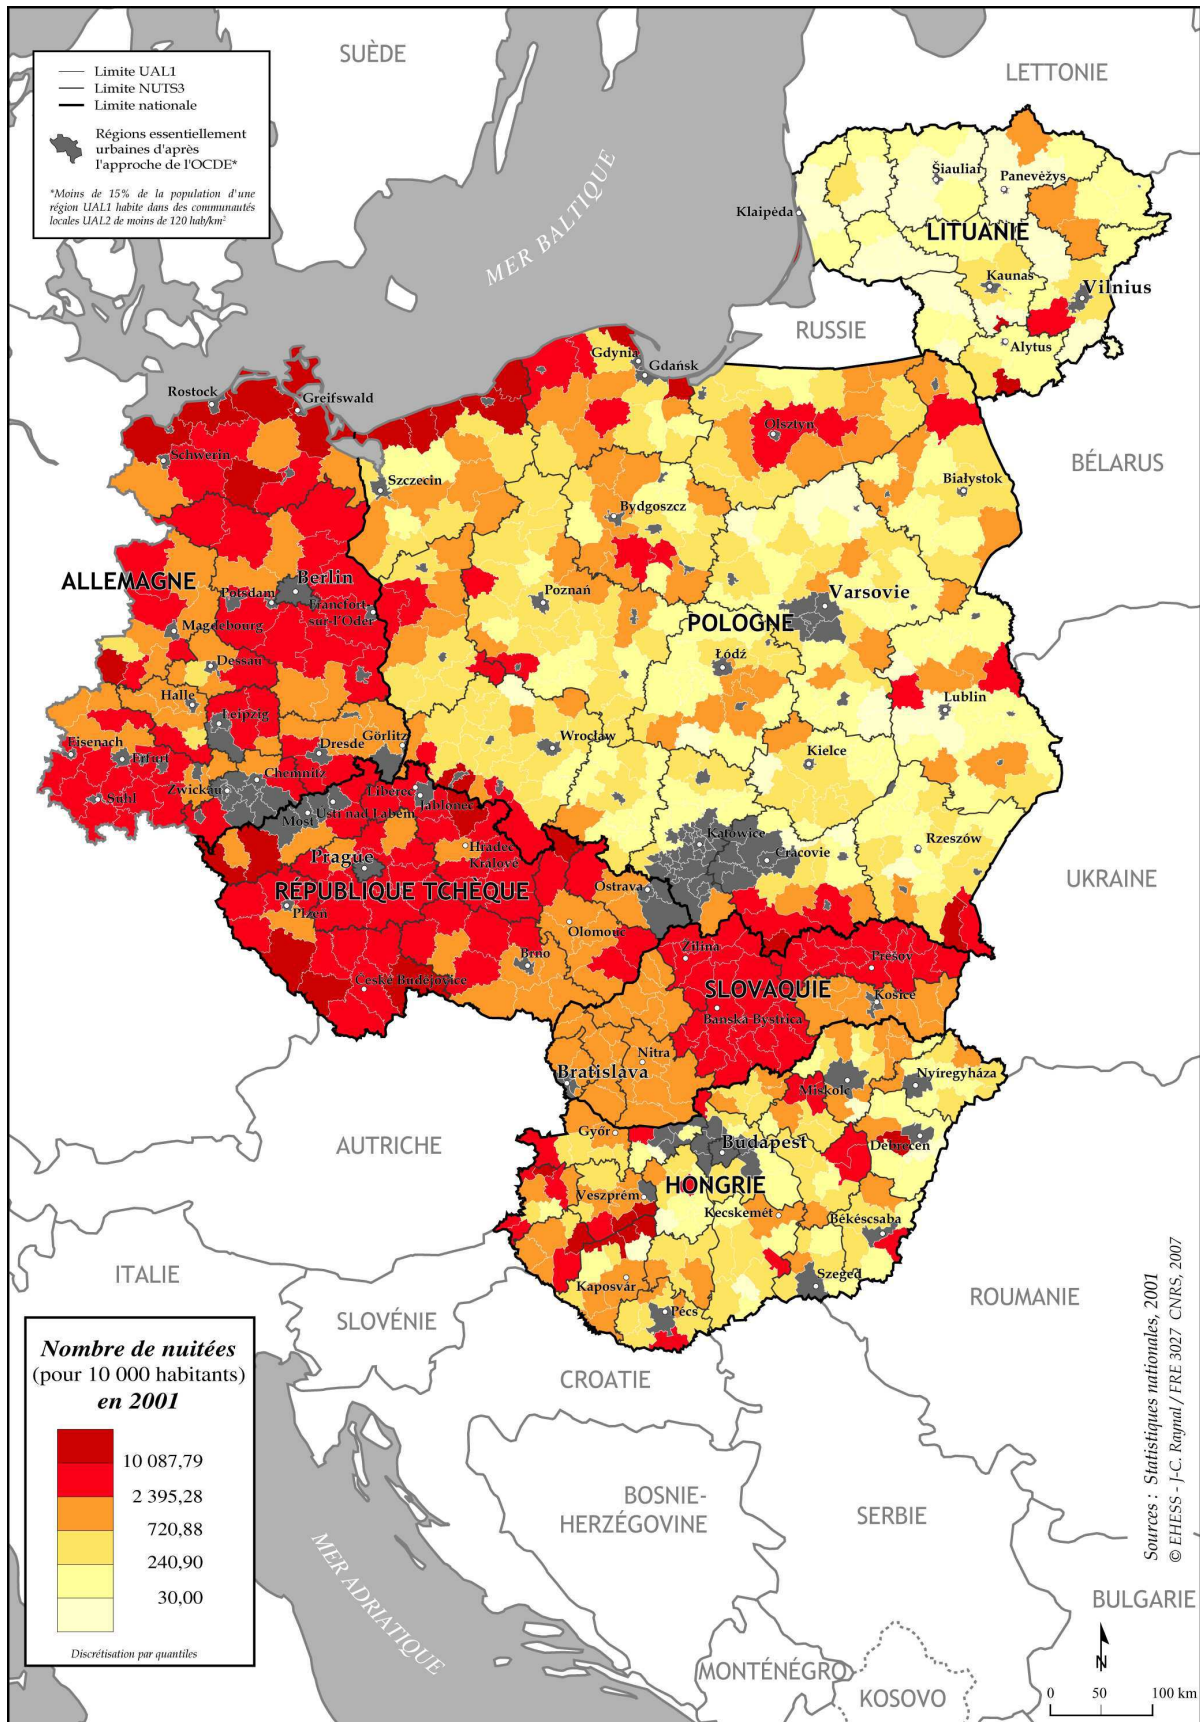 SUÈDE
LETTONIE
Limite UAL1
Limite NUTS3
Limite nationale
Régions essentiellement
urbaines d'après
l'approche de l'OCDE*
*Moins de 15% de la population d'une
région UAL1 habite dans des communautés
locales UAL2 de moins de 120 hab/km²
MER BALTIQUE
Šiauliai
Panevėžys
Klaipėda
LITUANIE
Kaunas
Vilnius
RUSSIE
Alytus
Gdynia
Gdańsk
Rostock
Greifswald
Olsztyn
Schwerin
BÉLARUS
Szczecin
Białystok
Bydgoszcz
ALLEMAGNE
Berlin
Potsdam
Francfort-
sur-l'Oder
Poznań
Varsovie
Magdebourg
POLOGNE
Dessau
Łódź
Halle
Lublin
Leipzig
Görlitz
Wrocław
Eisenach
Erfurt
Dresde
Kielce
Chemnitz
Zwickau
Suhl
Liberec
Jablonec
Most
Ustí nad Labem
Katowice
Rzeszów
Hradec
Králové
Prague
Cracovie
UKRAINE
RÉPUBLIQUE TCHÈQUE
Ostrava
Plzeň
Olomouc
Žilina
Prešov
Brno
České Budějovice
SLOVAQUIE
Košice
Banská Bystrica
Nitra
Bratislava
Miskolc
Nyíregyháza
AUTRICHE
Győr
Budapest
Debrecen
HONGRIE
Veszprém
Kecskemét
Békéscsaba
ITALIE
Kaposvár
Szeged
ROUMANIE
SLOVÉNIE
Pécs
CROATIE
Nombre de nuitées
(pour 10 000 habitants)
en 2001
10 087,79
2 395,28
720,88
240,90
30,00
Discrétisation par quantiles
BOSNIE-
HERZÉGOVINE
SERBIE
MER ADRIATIQUE
BULGARIE
MONTÉNÉGRO
KOSOVO
N
0 50 100 km
Sources : Statistiques nationales, 2001
© EHESS - J-C. Raynal / FRE 3027 CNRS, 2007